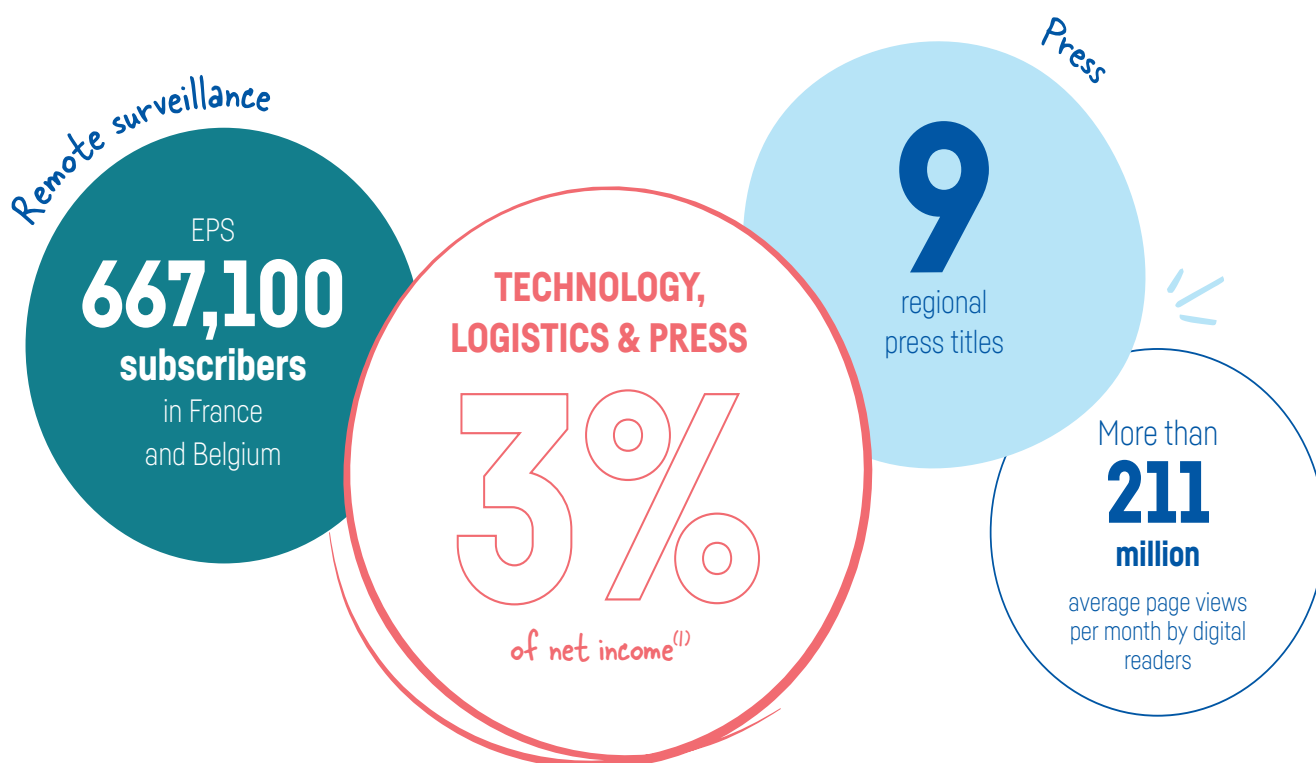 Remote surveillance
EPS
667,100
subscribers
in France
and Belgium
TECHNOLOGY,
LOGISTICS & PRESS
3%
of net income(1)
Press
9
regional
press titles
More than
211
million
average page views
per month by digital
readers